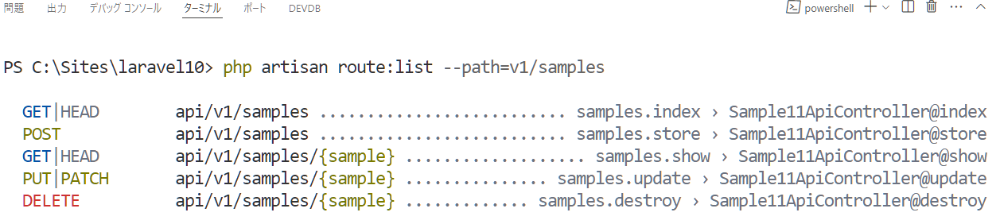 問題 出力 デバッグ コンソール ターミナル ポート DEVDB powershell
PS C:\Sites\laravel10> php artisan route:list --path=v1/samples
GET|HEAD api/v1/samples .......................... samples.index › Sample11ApiController@index
POST api/v1/samples .......................... samples.store › Sample11ApiController@store
GET|HEAD api/v1/samples/{sample} ................... samples.show › Sample11ApiController@show
PUT|PATCH api/v1/samples/{sample} ............... samples.update › Sample11ApiController@update
DELETE api/v1/samples/{sample} ............. samples.destroy › Sample11ApiController@destroy